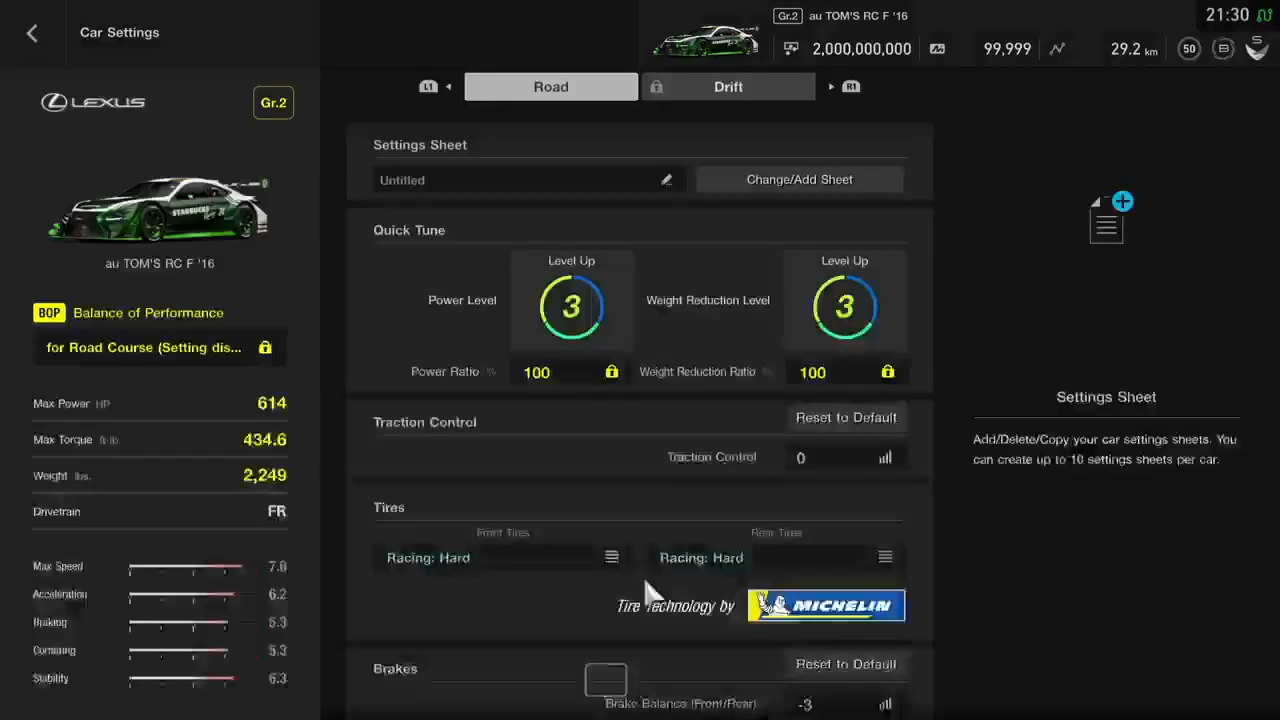 Car Settings
Gr.2 au TOM'S RC F '16
21:30
2,000,000,000
99,999
29.2 km
50
B
S
LEXUS
Gr.2
L1
Road
Drift
R1
STARBUCKS
au TOM'S RC F '16
BOP Balance of Performance
for Road Course (Setting dis...
Max Power HP 614
Max Torque ft-lb 434.6
Weight lbs. 2,249
Drivetrain FR
Max Speed 7.0
Acceleration 6.2
Braking 5.3
Cornering 5.3
Stability 6.3
Settings Sheet
Untitled
Change/Add Sheet
Quick Tune
Level Up
Level Up
Power Level 3
Weight Reduction Level 3
Power Ratio % 100
Weight Reduction Ratio % 100
Traction Control
Reset to Default
Traction Control 0
Tires
Front Tires
Rear Tires
Racing: Hard
Racing: Hard
Tire Technology by
MICHELIN
Brakes
Reset to Default
Brake Balance (Front/Rear) -3
Settings Sheet
Add/Delete/Copy your car settings sheets. You
can create up to 10 settings sheets per car.